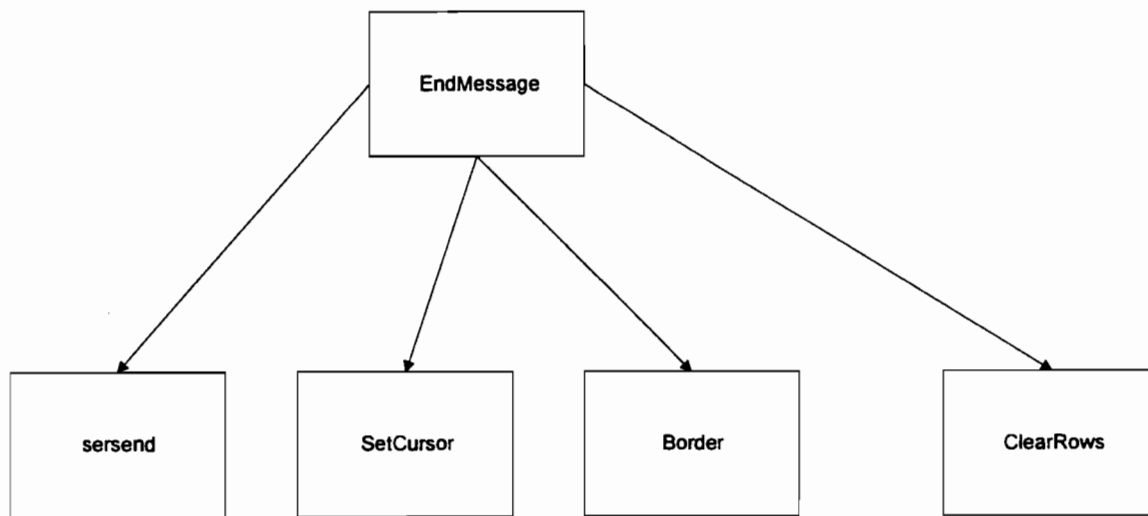 EndMessage
sersend
SetCursor
Border
ClearRows